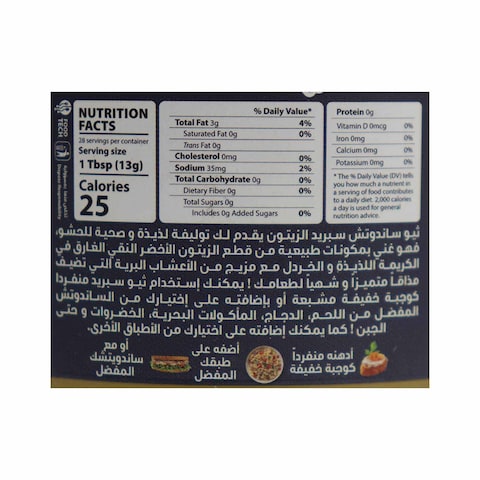 NUTRITION
FACTS
28 servings per container
Serving size
1 Tbsp (13g)
Calories
25
% Daily Value*
Total Fat 3g 4%
Saturated Fat 0g 0%
Trans Fat 0g
Cholesterol 0mg 0%
Sodium 35mg 2%
Total Carbohydrate 0g 0%
Dietary Fiber 0g 0%
Total Sugars 0g
Includes 0g Added Sugars 0%
Protein 0g
Vitamin D 0mcg 0%
Iron 0mg 0%
Calcium 0mg 0%
Potassium 0mg 0%
*The % Daily Value (DV) tells
you how much a nutrient in
a serving of food contributes
to a daily diet. 2,000 calories
a day is used for general
nutrition advice.
FOOD
TECH
ثيو ساندوتش سبريد الزيتون يقدم لك توليفة لذيذة و صحية للحشو،
فهو غني بمكونات طبيعية من قطع الزيتون الأخضر النقي الغارق في
الكريمة اللذيذة و الخردل مع مزيج من الأعشاب البرية التي تضيف
مذاقا متميزا و شهيا لطعامك! يمكنك إستخدام ثيو سبريد منفردا
كوجبة خفيفة مشبعة أو بإضافته على إختيارك من الساندوتش
المفضل من اللحم، الدجاج، المأكولات البحرية، الخضروات و حتى
الجبن! كما يمكنك إضافته على اختيارك من الأطباق الأخرى.
أدهنه منفرداً
كوجبة خفيفة
أضفه على
طبقك
المفضل
أو مع
ساندويتشك
المفضل